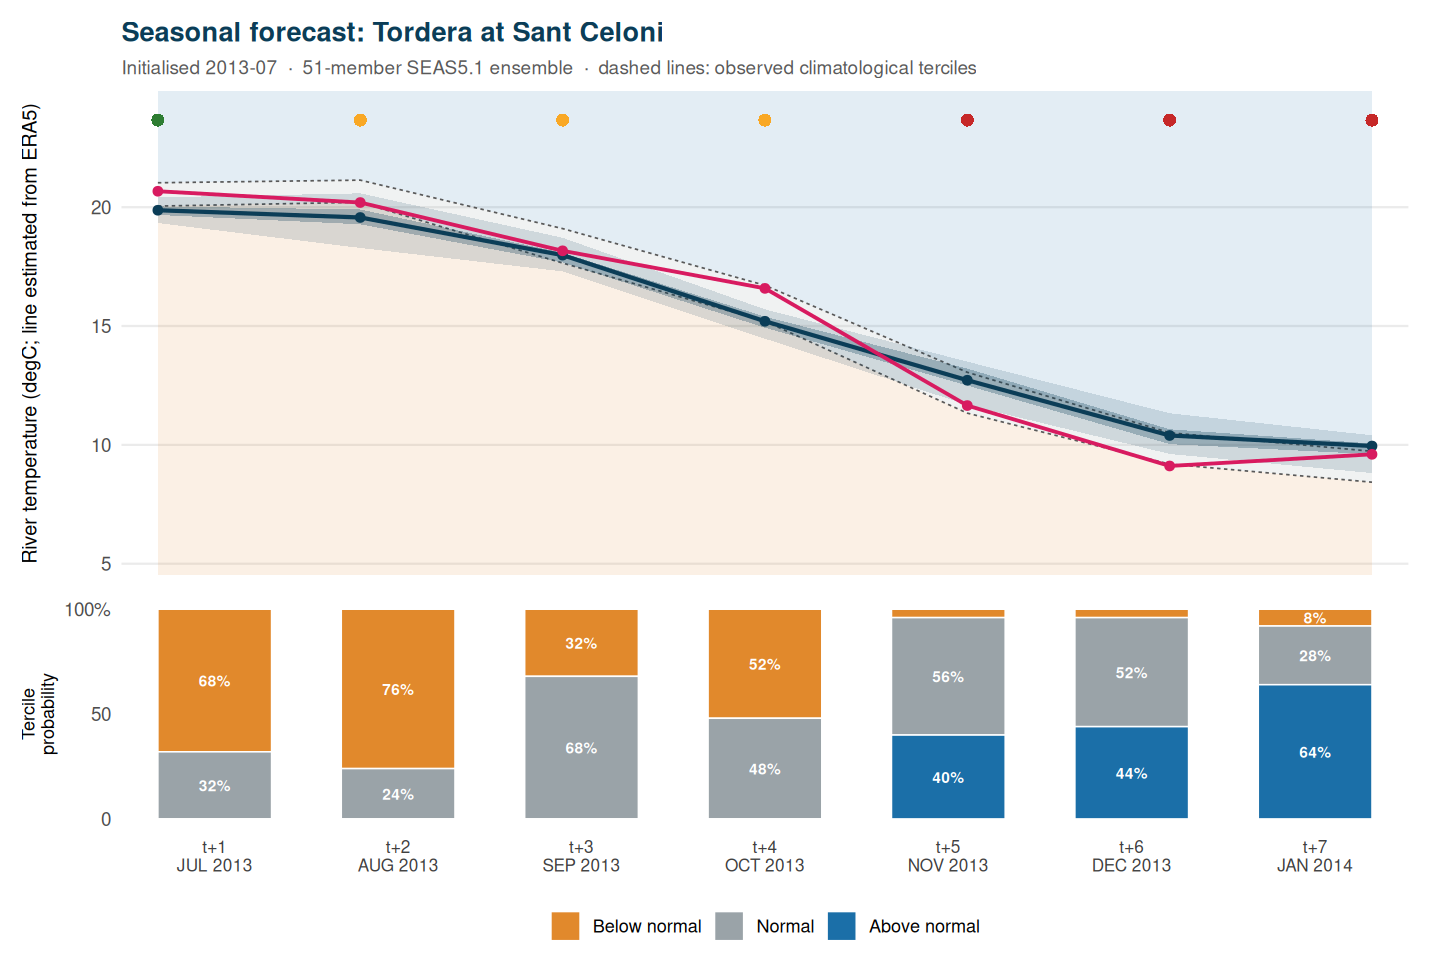 Seasonal forecast: Tordera at Sant Celoni
Initialised 2013-07 · 51-member SEAS5.1 ensemble · dashed lines: observed climatological terciles
River temperature (degC; line estimated from ERA5)
20
15
10
5
Tercile
probability
100%
50
0
68%
32%
76%
24%
32%
68%
52%
48%
56%
40%
52%
44%
8%
28%
64%
t+1
JUL 2013
t+2
AUG 2013
t+3
SEP 2013
t+4
OCT 2013
t+5
NOV 2013
t+6
DEC 2013
t+7
JAN 2014
Below normal
Normal
Above normal